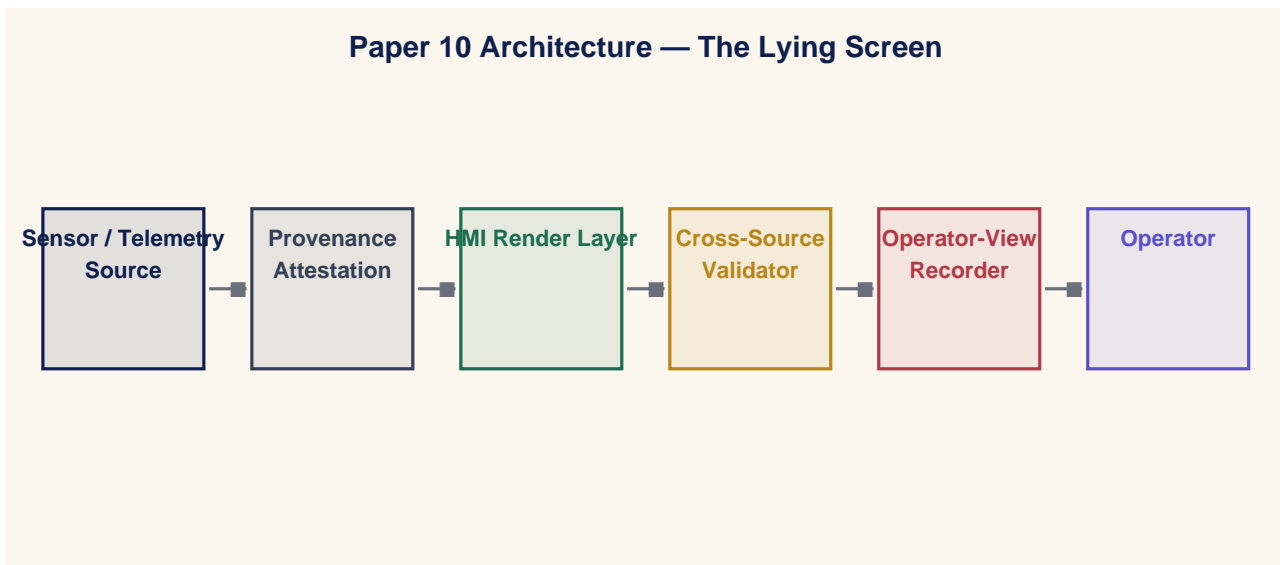 Paper 10 Architecture — The Lying Screen
Sensor / Telemetry
Source
Provenance
Attestation
HMI Render Layer
Cross-Source
Validator
Operator-View
Recorder
Operator